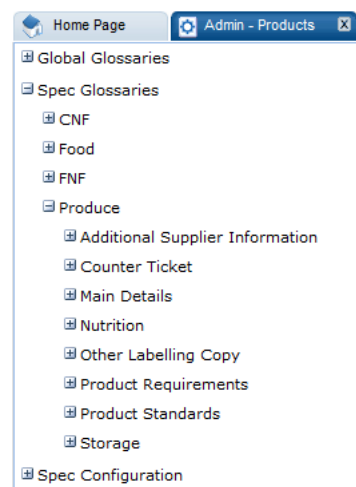 Home Page Admin - Products X
Global Glossaries
Spec Glossaries
CNF
Food
FNF
Produce
Additional Supplier Information
Counter Ticket
Main Details
Nutrition
Other Labelling Copy
Product Requirements
Product Standards
Storage
Spec Configuration